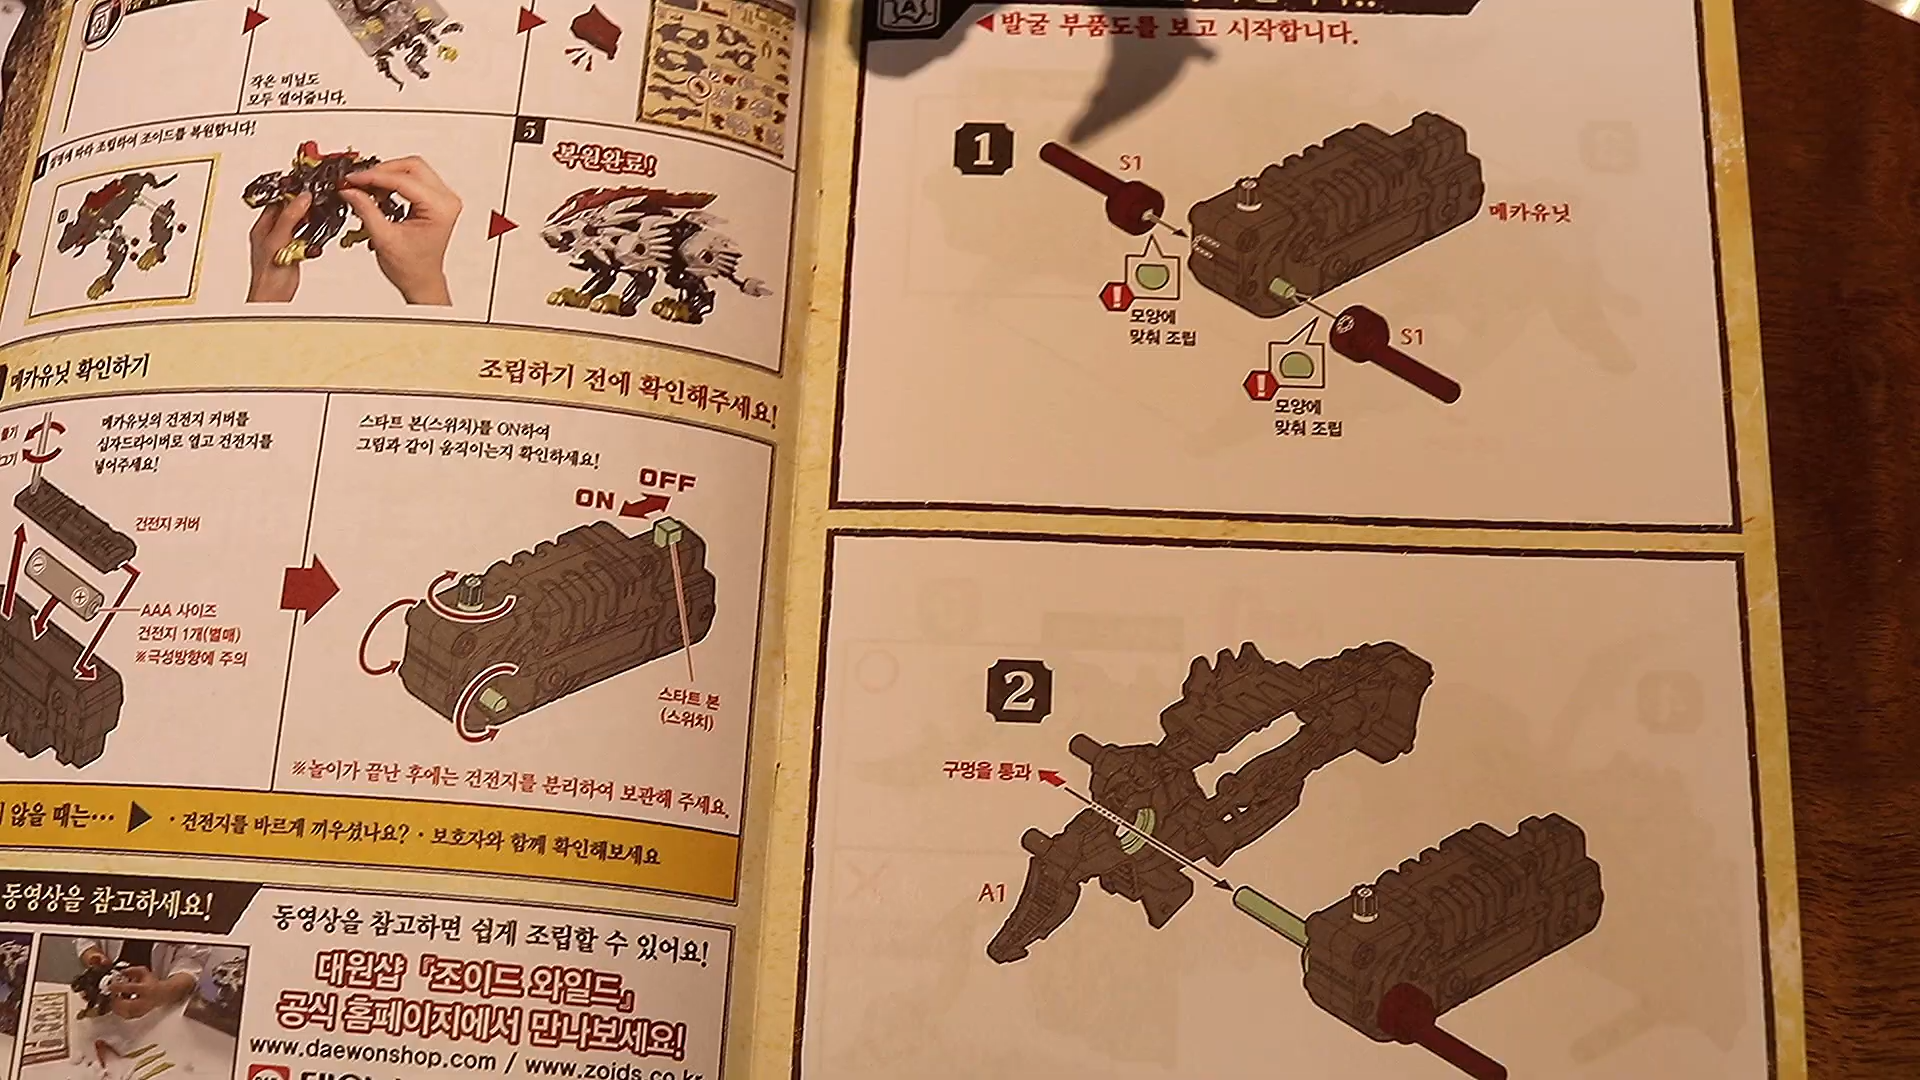 작은 비닐도
모두 열어줍니다.
조립하여 조이드를 복원합니다!
5
복원완료!
메카유닛 확인하기
조립하기 전에 확인해주세요!
메카유닛의 건전지 커버를
십자드라이버로 열고 건전지를
넣어주세요!
건전지 커버
AAA 사이즈
건전지 1개(별매)
※극성방향에 주의
스타트 본(스위치)를 ON하여
그림과 같이 움직이는지 확인하세요!
ON
OFF
스타트 본
(스위치)
※놀이가 끝난 후에는 건전지를 분리하여 보관해 주세요.
않을 때는… ▶ ·건전지를 바르게 끼우셨나요? ·보호자와 함께 확인해보세요
동영상을 참고하세요!
동영상을 참고하면 쉽게 조립할 수 있어요!
대원샵 『조이드 와일드』
공식 홈페이지에서 만나보세요!
www.daewonshop.com / www.zoids.co.kr
A
◀발굴 부품도를 보고 시작합니다.
1
S1
메카유닛
모양에
맞춰 조립
S1
모양에
맞춰 조립
2
구멍을 통과
A1